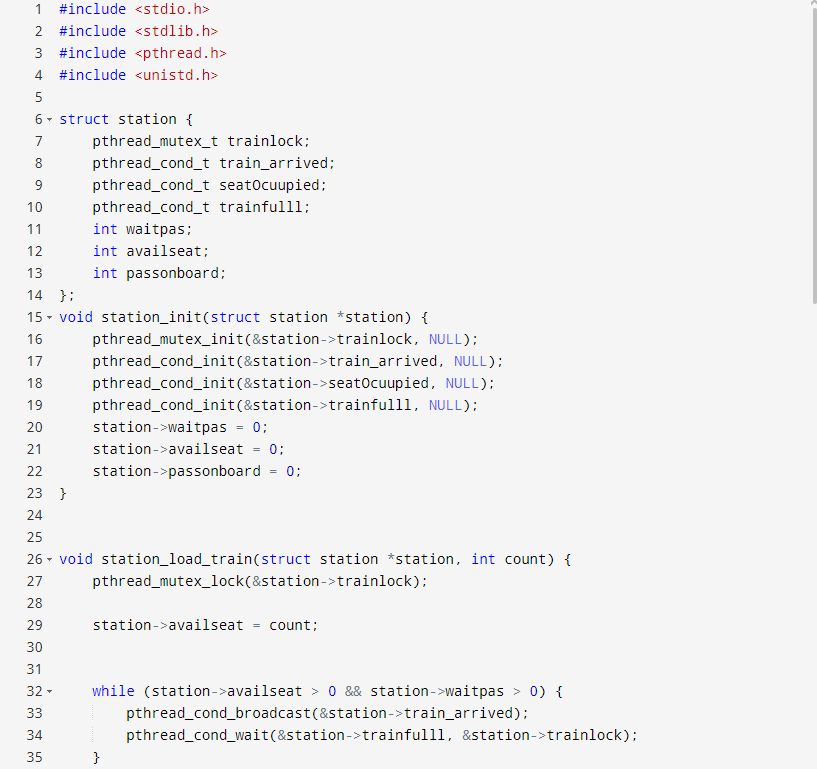 1 #include <stdio.h>
2 #include <stdlib.h>
3 #include <pthread.h>
4 #include <unistd.h>
5
6 struct station {
7     pthread_mutex_t trainlock;
8     pthread_cond_t train_arrived;
9     pthread_cond_t seatOcuupied;
10     pthread_cond_t trainfulll;
11     int waitpas;
12     int availseat;
13     int passonboard;
14 };
15 void station_init(struct station *station) {
16     pthread_mutex_init(&station->trainlock, NULL);
17     pthread_cond_init(&station->train_arrived, NULL);
18     pthread_cond_init(&station->seatOcuupied, NULL);
19     pthread_cond_init(&station->trainfulll, NULL);
20     station->waitpas = 0;
21     station->availseat = 0;
22     station->passonboard = 0;
23 }
24
25
26 void station_load_train(struct station *station, int count) {
27     pthread_mutex_lock(&station->trainlock);
28
29     station->availseat = count;
30
31
32     while (station->availseat > 0 && station->waitpas > 0) {
33         pthread_cond_broadcast(&station->train_arrived);
34         pthread_cond_wait(&station->trainfulll, &station->trainlock);
35     }